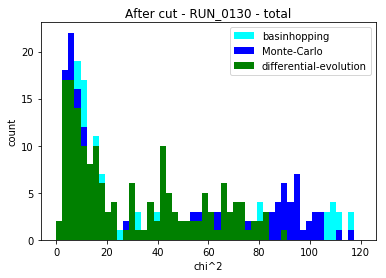 After cut - RUN_0130 - total
basinhopping
Monte-Carlo
differential-evolution
count
20
15
10
5
0
0
20
40
60
80
100
120
chi^2